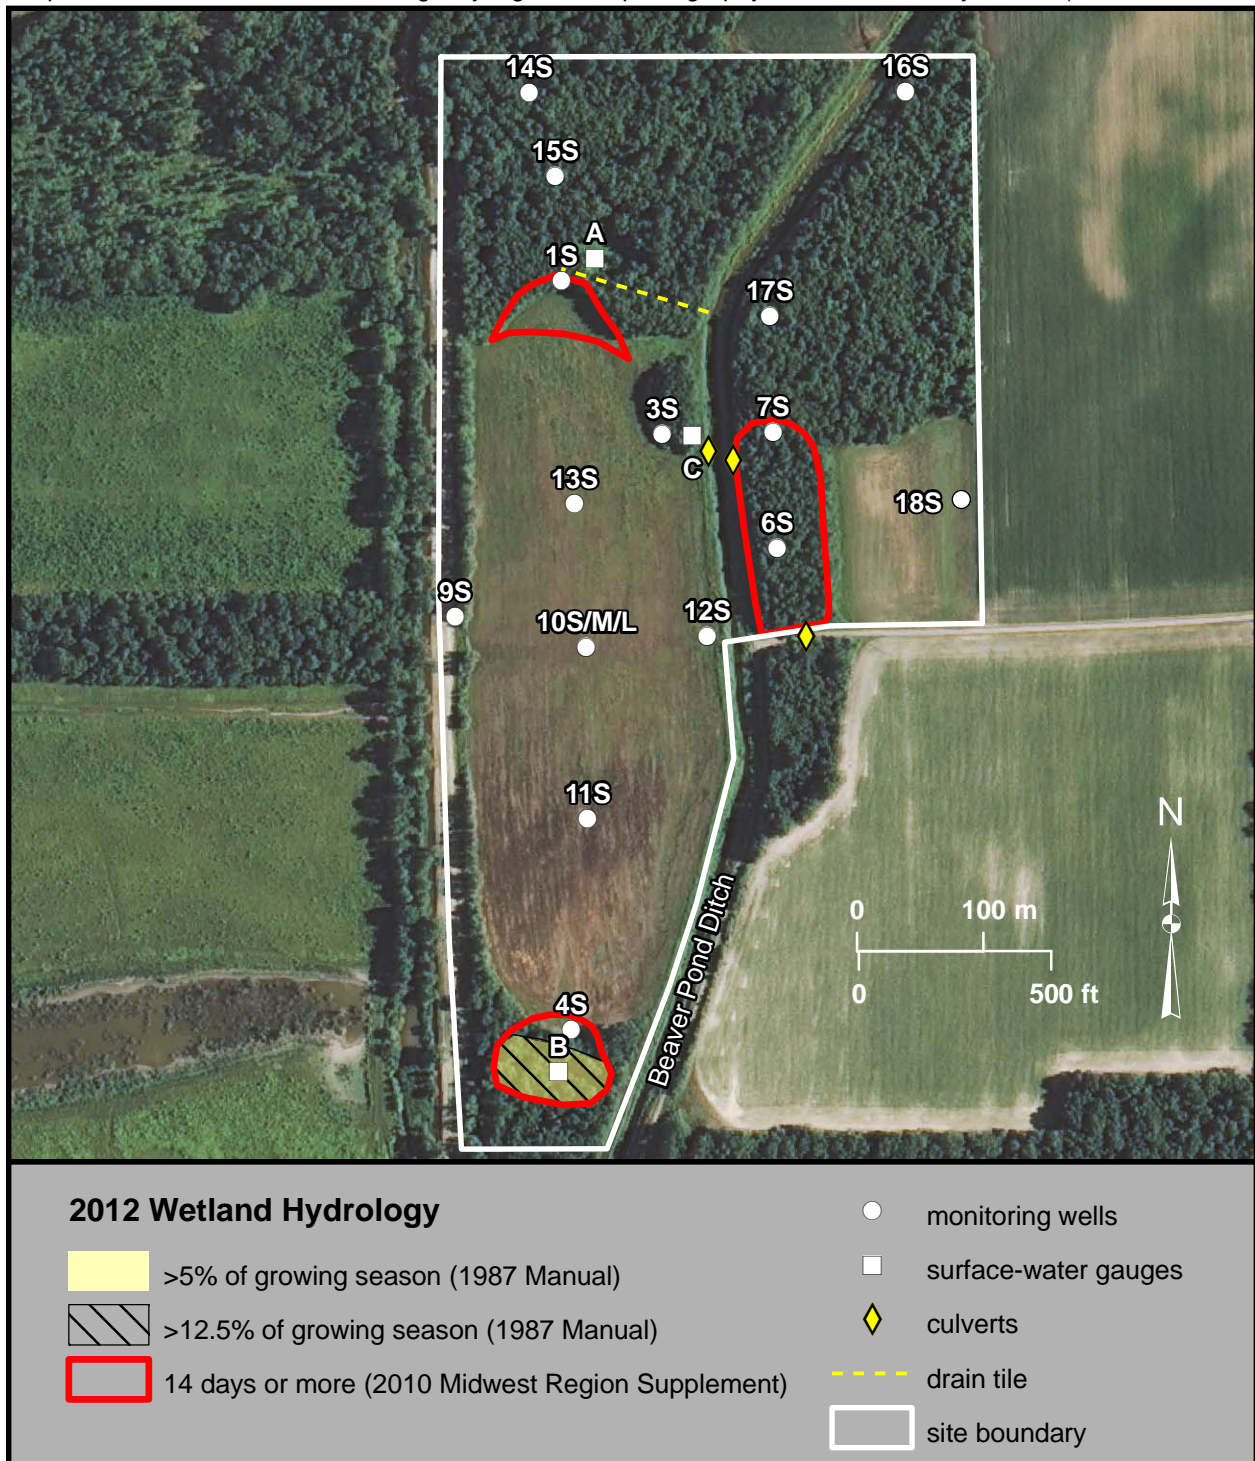 14S
16S
15S
A
1S
17S
3S
7S
C
13S
18S
6S
9S
10S/M/L
12S
11S
N
0 100 m
0 500 ft
Beaver Pond Ditch
4S
B
2012 Wetland Hydrology
>5% of growing season (1987 Manual)
>12.5% of growing season (1987 Manual)
14 days or more (2010 Midwest Region Supplement)
monitoring wells
surface-water gauges
culverts
drain tile
site boundary